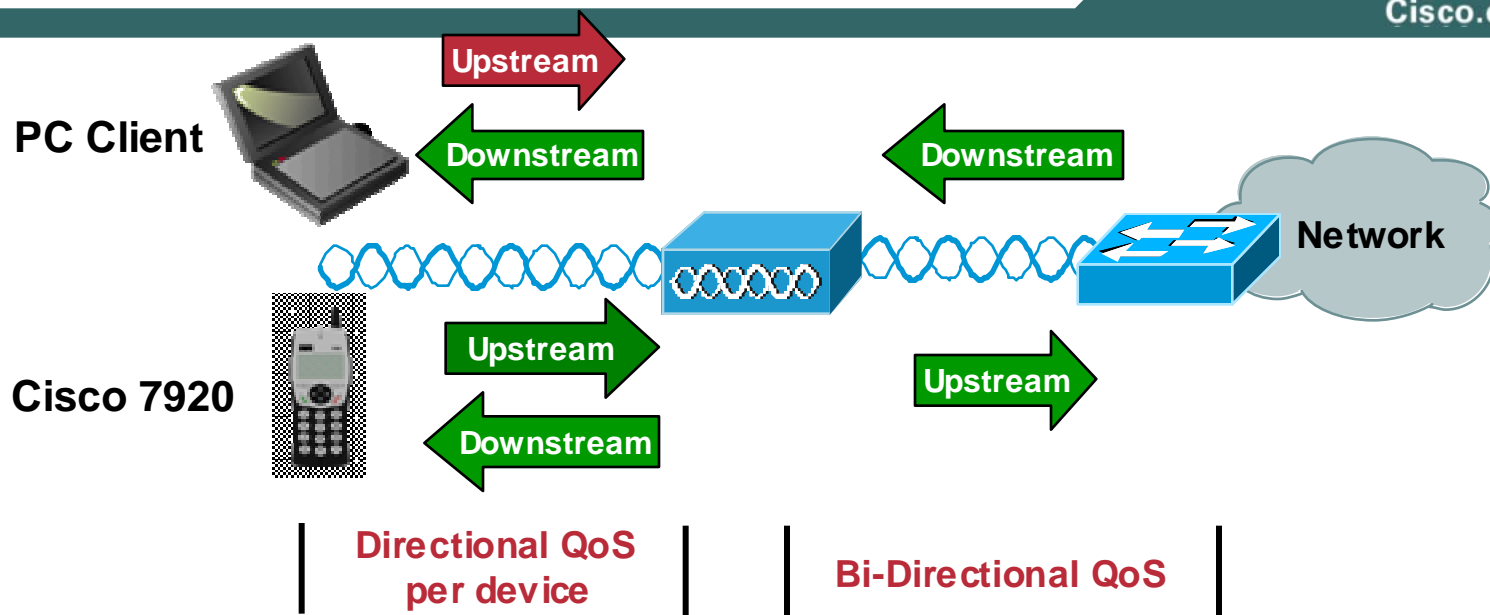 Cisco.
Upstream
PC Client
Downstream
Downstream
Network
Upstream
Cisco 7920
Upstream
Downstream
Directional QoS
per device
Bi-Directional QoS